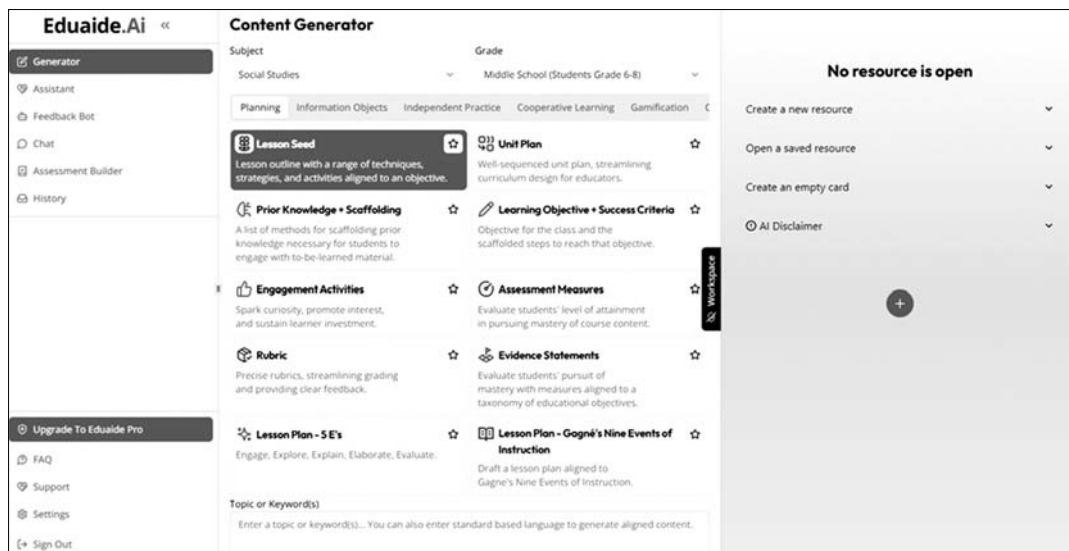 Eduaide.Ai «
Generator
Assistant
Feedback Bot
Chat
Assessment Builder
History
Upgrade To Eduaide Pro
FAQ
Support
Settings
Sign Out
Content Generator
Subject
Grade
Social Studies
Middle School (Students Grade 6-8)
Planning Information Objects Independent Practice Cooperative Learning Gamification
Lesson Seed
Lesson outline with a range of techniques,
strategies, and activities aligned to an objective.
Unit Plan
Well-sequenced unit plan, streamlining
curriculum design for educators.
Prior Knowledge + Scaffolding
A list of methods for scaffolding prior
knowledge necessary for students to
engage with to-be-learned material.
Learning Objective + Success Criteria
Objective for the class and the
scaffolded steps to reach that objective.
Engagement Activities
Spark curiosity, promote interest,
and sustain learner investment.
Assessment Measures
Evaluate students' level of attainment
in pursuing mastery of course content.
Rubric
Precise rubrics, streamlining grading
and providing clear feedback.
Evidence Statements
Evaluate students' pursuit of
mastery with measures aligned to a
taxonomy of educational objectives.
Lesson Plan - 5 E's
Engage, Explore, Explain, Elaborate, Evaluate.
Lesson Plan - Gagné's Nine Events of
Instruction
Draft a lesson plan aligned to
Gagne's Nine Events of Instruction.
Topic or Keyword(s)
Enter a topic or keyword(s)... You can also enter standard based language to generate aligned content.
Workspace
No resource is open
Create a new resource
Open a saved resource
Create an empty card
AI Disclaimer